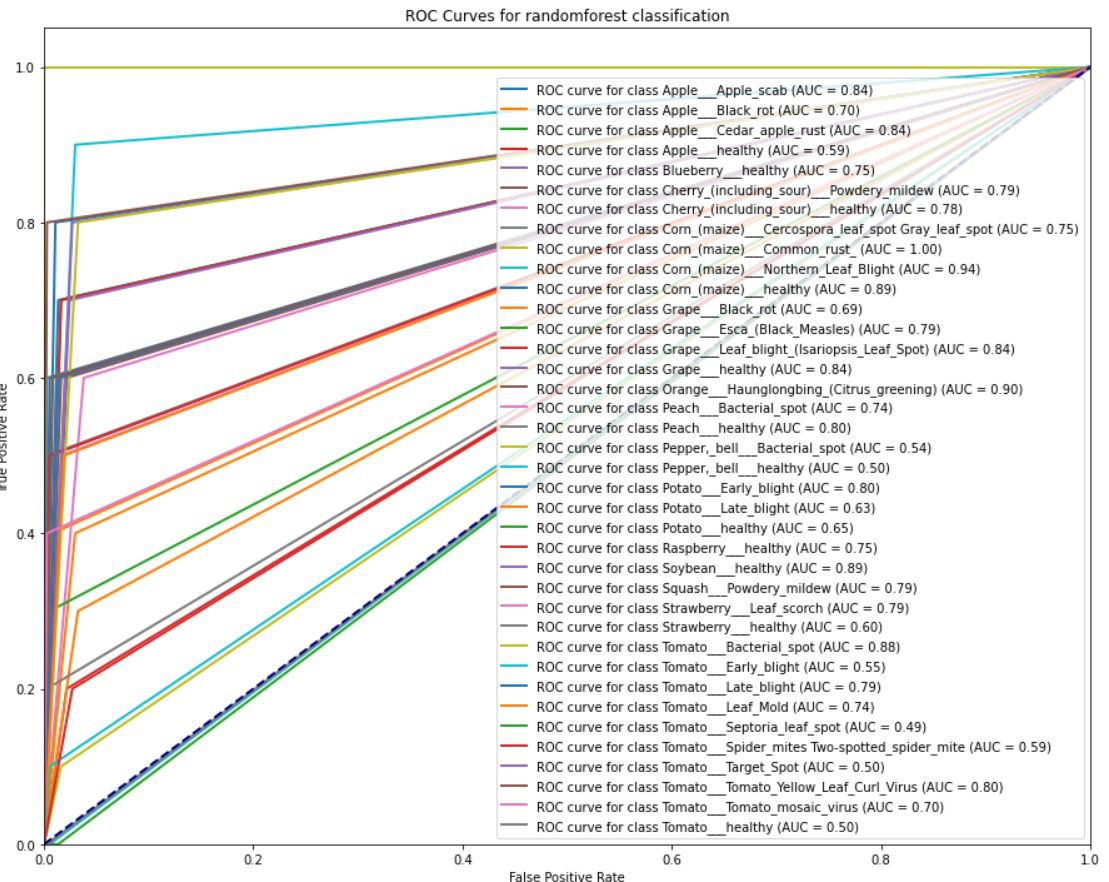 ROC Curves for randomforest classification
1.0
0.8
0.6
0.4
0.2
0.0
True Positive Rate
ROC curve for class Apple___Apple_scab (AUC = 0.84)
ROC curve for class Apple___Black_rot (AUC = 0.70)
ROC curve for class Apple___Cedar_apple_rust (AUC = 0.84)
ROC curve for class Apple___healthy (AUC = 0.59)
ROC curve for class Blueberry___healthy (AUC = 0.75)
ROC curve for class Cherry_(including_sour)___Powdery_mildew (AUC = 0.79)
ROC curve for class Cherry_(including_sour)___healthy (AUC = 0.78)
ROC curve for class Corn_(maize)___Cercospora_leaf_spot Gray_leaf_spot (AUC = 0.75)
ROC curve for class Corn_(maize)___Common_rust_ (AUC = 1.00)
ROC curve for class Corn_(maize)___Northern_Leaf_Blight (AUC = 0.94)
ROC curve for class Corn_(maize)___healthy (AUC = 0.89)
ROC curve for class Grape___Black_rot (AUC = 0.69)
ROC curve for class Grape___Esca_(Black_Measles) (AUC = 0.79)
ROC curve for class Grape___Leaf_blight_(Isariopsis_Leaf_Spot) (AUC = 0.84)
ROC curve for class Grape___healthy (AUC = 0.84)
ROC curve for class Orange___Haunglongbing_(Citrus_greening) (AUC = 0.90)
ROC curve for class Peach___Bacterial_spot (AUC = 0.74)
ROC curve for class Peach___healthy (AUC = 0.80)
ROC curve for class Pepper,_bell___Bacterial_spot (AUC = 0.54)
ROC curve for class Pepper,_bell___healthy (AUC = 0.50)
ROC curve for class Potato___Early_blight (AUC = 0.80)
ROC curve for class Potato___Late_blight (AUC = 0.63)
ROC curve for class Potato___healthy (AUC = 0.65)
ROC curve for class Raspberry___healthy (AUC = 0.75)
ROC curve for class Soybean___healthy (AUC = 0.89)
ROC curve for class Squash___Powdery_mildew (AUC = 0.79)
ROC curve for class Strawberry___Leaf_scorch (AUC = 0.79)
ROC curve for class Strawberry___healthy (AUC = 0.60)
ROC curve for class Tomato___Bacterial_spot (AUC = 0.88)
ROC curve for class Tomato___Early_blight (AUC = 0.55)
ROC curve for class Tomato___Late_blight (AUC = 0.79)
ROC curve for class Tomato___Leaf_Mold (AUC = 0.74)
ROC curve for class Tomato___Septoria_leaf_spot (AUC = 0.49)
ROC curve for class Tomato___Spider_mites Two-spotted_spider_mite (AUC = 0.59)
ROC curve for class Tomato___Target_Spot (AUC = 0.50)
ROC curve for class Tomato___Tomato_Yellow_Leaf_Curl_Virus (AUC = 0.80)
ROC curve for class Tomato___Tomato_mosaic_virus (AUC = 0.70)
ROC curve for class Tomato___healthy (AUC = 0.50)
0.0 0.2 0.4 0.6 0.8 1.0
False Positive Rate